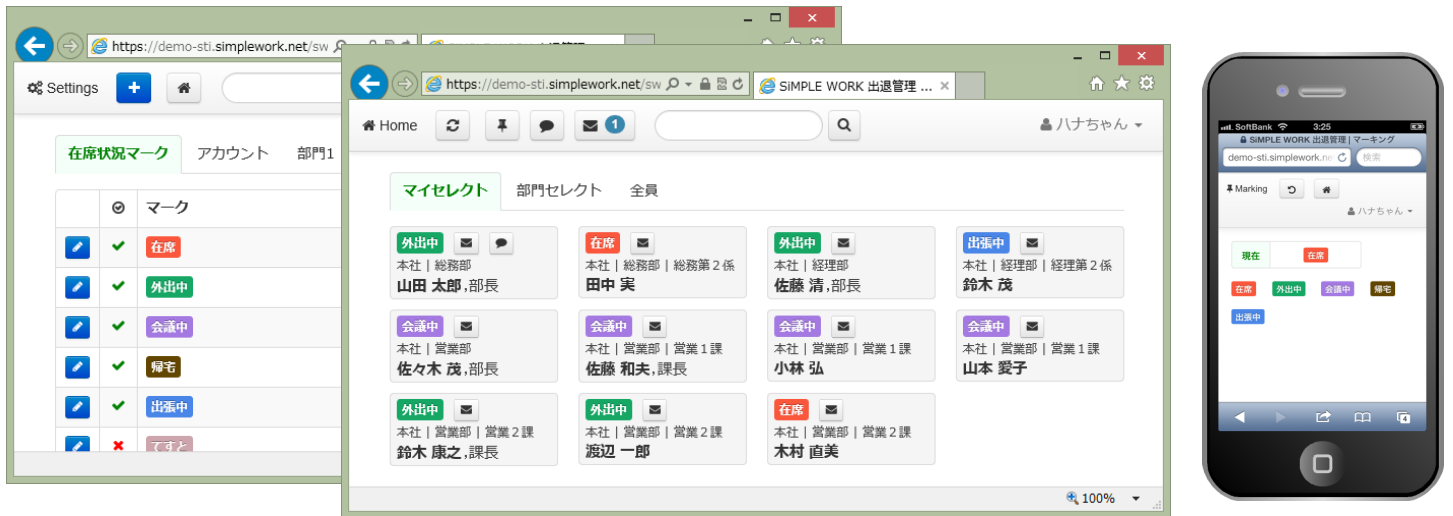 https://demo-sti.simplework.net/sw
Settings
在席状況マーク アカウント 部門1
マーク
在席
外出中
会議中
帰宅
出張中
てすと
https://demo-sti.simplework.net/sw
SiMPLE WORK 出退管理 ...
Home 1 ハナちゃん
マイセレクト 部門セレクト 全員
外出中
本社 | 総務部
山田 太郎,部長
在席
本社 | 総務部 | 総務第2係
田中 実
外出中
本社 | 経理部
佐藤 清,部長
出張中
本社 | 経理部 | 経理第2係
鈴木 茂
会議中
本社 | 営業部
佐々木 茂,部長
会議中
本社 | 営業部 | 営業1課
佐藤 和夫,課長
会議中
本社 | 営業部 | 営業1課
小林 弘
会議中
本社 | 営業部 | 営業1課
山本 愛子
外出中
本社 | 営業部 | 営業2課
鈴木 康之,課長
外出中
本社 | 営業部 | 営業2課
渡辺 一郎
在席
本社 | 営業部 | 営業2課
木村 直美
100%
SoftBank 3:25
SiMPLE WORK 出退管理 | マーキング
demo-sti.simplework.ne 検索
Marking
ハナちゃん
現在 在席
在席 外出中 会議中 帰宅
出張中
4